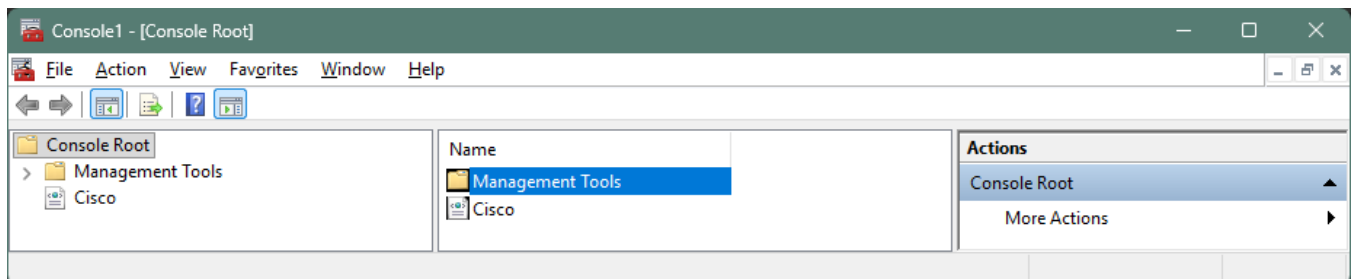 Console1 - [Console Root]
File Action View Favorites Window Help
Console Root
Management Tools
Cisco
Name
Management Tools
Cisco
Actions
Console Root
More Actions